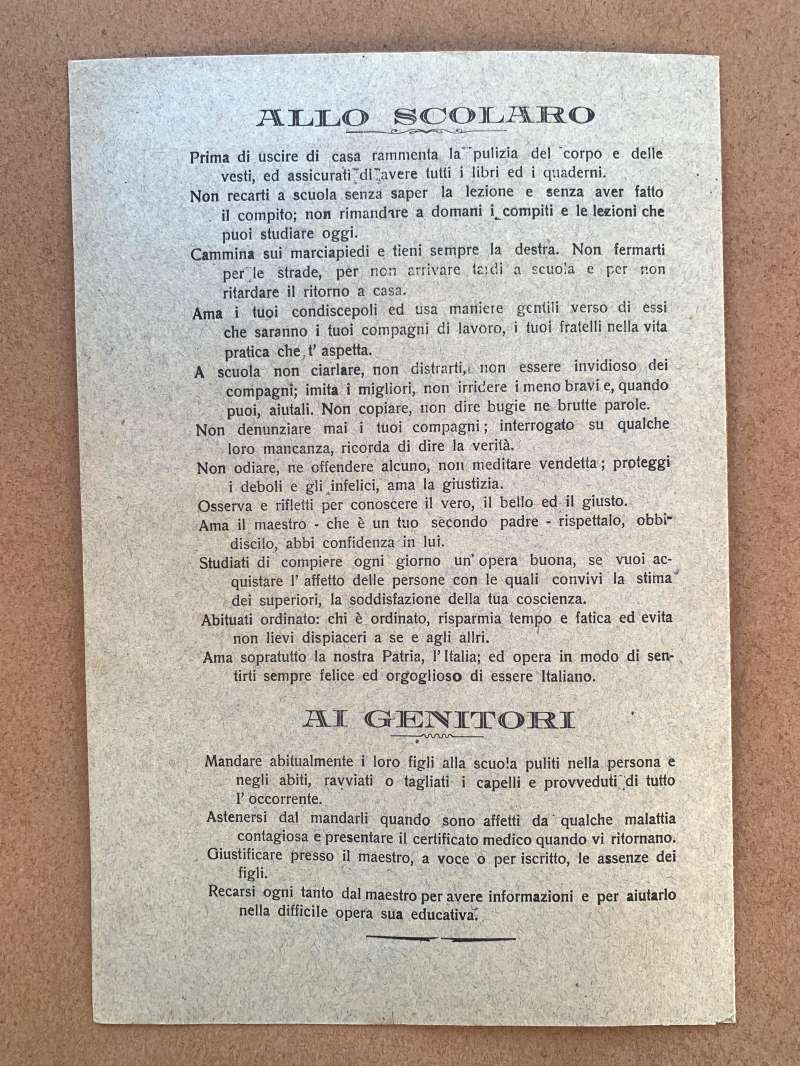 ALLO SCOLARO
Prima di uscire di casa rammenta la pulizia del corpo e delle
vesti, ed assicurati di avere tutti i libri ed i quaderni.
Non recarti a scuola senza saper la lezione e senza aver fatto
il compito; non rimandare a domani i compiti e le lezioni che
puoi studiare oggi.
Cammina sui marciapiedi e tieni sempre la destra. Non fermarti
per le strade, per non arrivare tardi a scuola e per non
ritardare il ritorno a casa.
Ama i tuoi condiscepoli ed usa maniere gentili verso di essi
che saranno i tuoi compagni di lavoro, i tuoi fratelli nella vita
pratica che t' aspetta.
A scuola non ciarlare, non distrarti, non essere invidioso dei
compagni; imita i migliori, non irridere i meno bravi e, quando
puoi, aiutali. Non copiare, non dire bugie ne brutte parole.
Non denunziare mai i tuoi compagni; interrogato su qualche
loro mancanza, ricorda di dire la verità.
Non odiare, ne offendere alcuno, non meditare vendetta; proteggi
i deboli e gli infelici, ama la giustizia.
Osserva e rifletti per conoscere il vero, il bello ed il giusto.
Ama il maestro - che è un tuo secondo padre - rispettalo, obbi-
discilo, abbi confidenza in lui.
Studiati di compiere ogni giorno un' opera buona, se vuoi ac-
quistare l' affetto delle persone con le quali convivi la stima
dei superiori, la soddisfazione della tua coscienza.
Abituati ordinato: chi è ordinato, risparmia tempo e fatica ed evita
non lievi dispiaceri a se e agli allri.
Ama sopratutto la nostra Patria, l' Italia; ed opera in modo di sen-
tirti sempre felice ed orgoglioso di essere Italiano.
AI GENITORI
Mandare abitualmente i loro figli alla scuola puliti nella persona e
negli abiti, ravviati o tagliati i capelli e provveduti di tutto
l' occorrente.
Astenersi dal mandarli quando sono affetti da qualche malattia
contagiosa e presentare il certificato medico quando vi ritornano.
Giustificare presso il maestro, a voce o per iscritto, le assenze dei
figli.
Recarsi ogni tanto dal maestro per avere informazioni e per aiutarlo
nella difficile opera sua educativa.